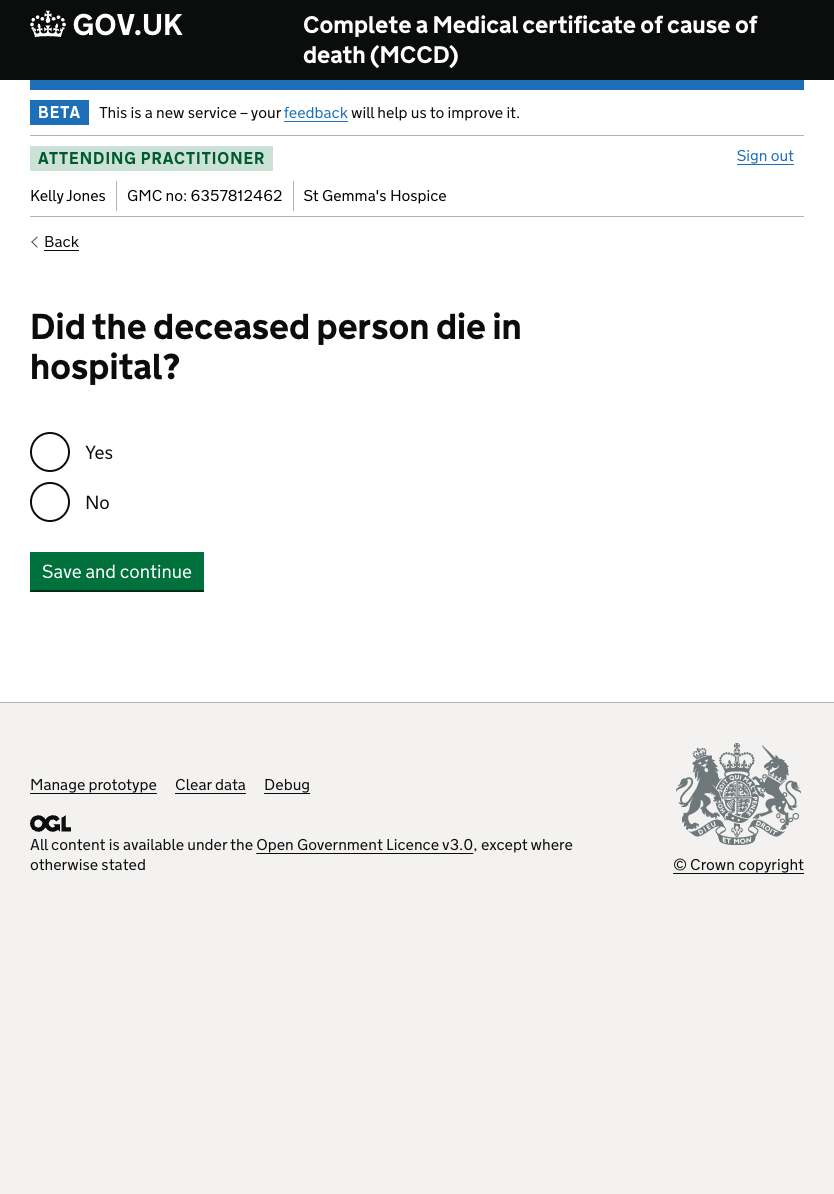 GOV.UK
Complete a Medical certificate of cause of
death (MCCD)
BETA This is a new service – your feedback will help us to improve it.
ATTENDING PRACTITIONER
Sign out
Kelly Jones GMC no: 6357812462 St Gemma's Hospice
Back
Did the deceased person die in
hospital?
Yes
No
Save and continue
Manage prototype Clear data Debug
OGL
All content is available under the Open Government Licence v3.0, except where
otherwise stated
DIEU ET MON DROIT
© Crown copyright